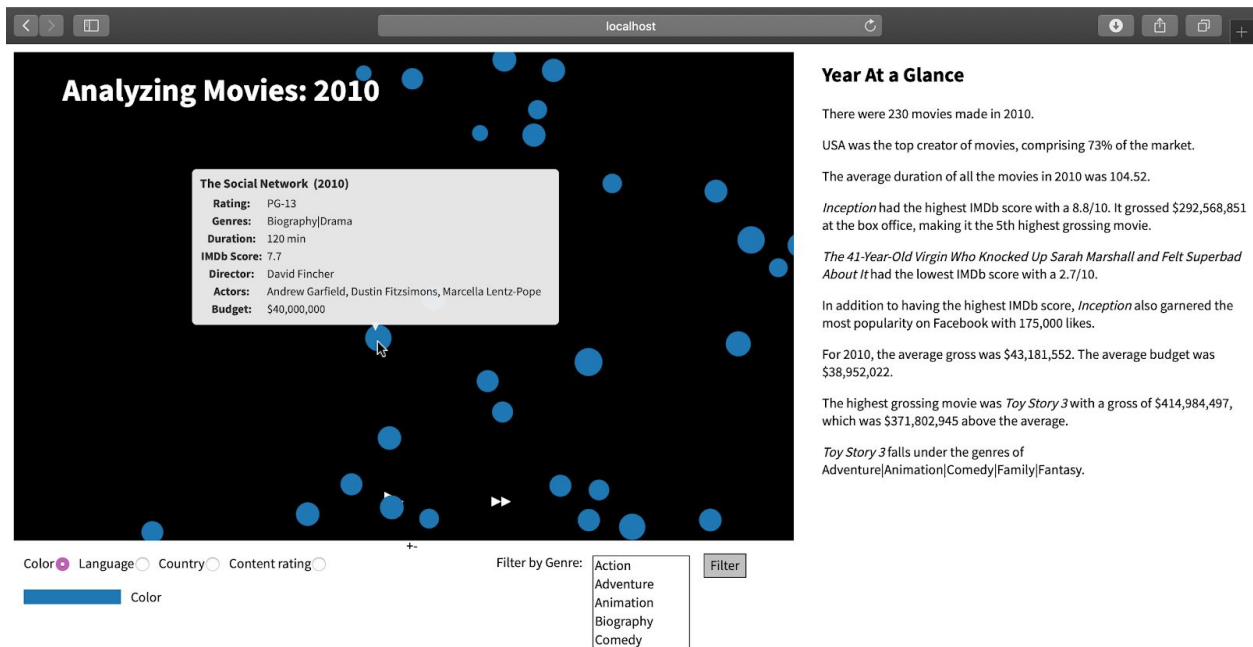 localhost
Analyzing Movies: 2010
The Social Network (2010)
Rating: PG-13
Genres: Biography|Drama
Duration: 120 min
IMDb Score: 7.7
Director: David Fincher
Actors: Andrew Garfield, Dustin Fitzsimons, Marcella Lentz-Pope
Budget: $40,000,000
+-
Color Language Country Content rating
Color
Filter by Genre:
Action
Adventure
Animation
Biography
Comedy
Filter
Year At a Glance
There were 230 movies made in 2010.
USA was the top creator of movies, comprising 73% of the market.
The average duration of all the movies in 2010 was 104.52.
Inception had the highest IMDb score with a 8.8/10. It grossed $292,568,851
at the box office, making it the 5th highest grossing movie.
The 41-Year-Old Virgin Who Knocked Up Sarah Marshall and Felt Superbad
About It had the lowest IMDb score with a 2.7/10.
In addition to having the highest IMDb score, Inception also garnered the
most popularity on Facebook with 175,000 likes.
For 2010, the average gross was $43,181,552. The average budget was
$38,952,022.
The highest grossing movie was Toy Story 3 with a gross of $414,984,497,
which was $371,802,945 above the average.
Toy Story 3 falls under the genres of
Adventure|Animation|Comedy|Family|Fantasy.